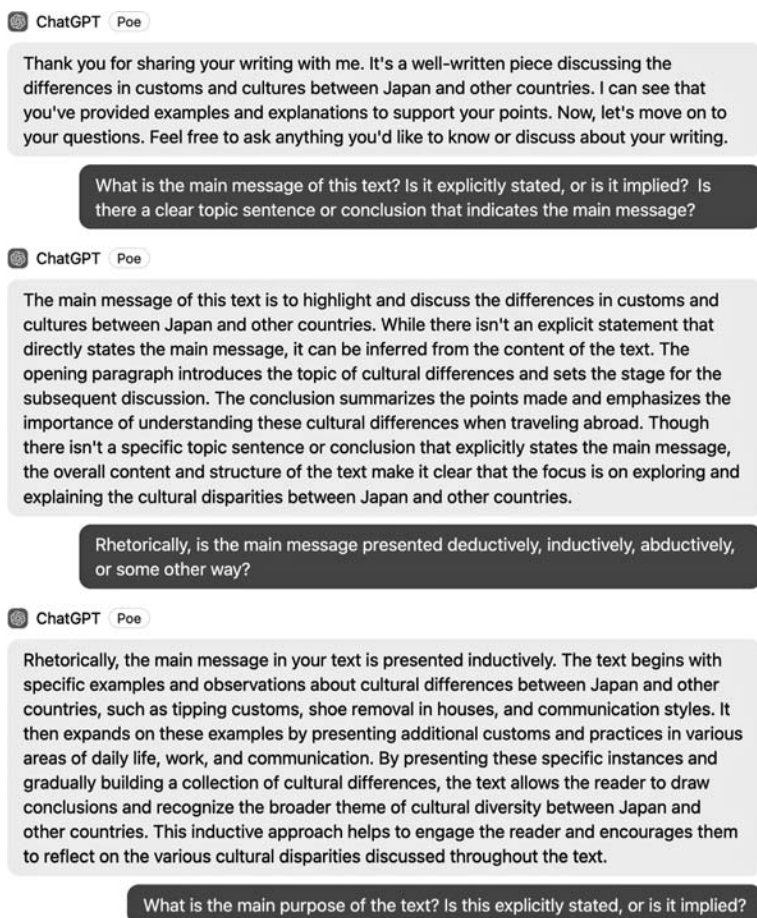 ChatGPT Poe
Thank you for sharing your writing with me. It's a well-written piece discussing the
differences in customs and cultures between Japan and other countries. I can see that
you've provided examples and explanations to support your points. Now, let's move on to
your questions. Feel free to ask anything you'd like to know or discuss about your writing.
What is the main message of this text? Is it explicitly stated, or is it implied?  Is
there a clear topic sentence or conclusion that indicates the main message?
ChatGPT Poe
The main message of this text is to highlight and discuss the differences in customs and
cultures between Japan and other countries. While there isn't an explicit statement that
directly states the main message, it can be inferred from the content of the text. The
opening paragraph introduces the topic of cultural differences and sets the stage for the
subsequent discussion. The conclusion summarizes the points made and emphasizes the
importance of understanding these cultural differences when traveling abroad. Though
there isn't a specific topic sentence or conclusion that explicitly states the main message,
the overall content and structure of the text make it clear that the focus is on exploring and
explaining the cultural disparities between Japan and other countries.
Rhetorically, is the main message presented deductively, inductively, abductively,
or some other way?
ChatGPT Poe
Rhetorically, the main message in your text is presented inductively. The text begins with
specific examples and observations about cultural differences between Japan and other
countries, such as tipping customs, shoe removal in houses, and communication styles. It
then expands on these examples by presenting additional customs and practices in various
areas of daily life, work, and communication. By presenting these specific instances and
gradually building a collection of cultural differences, the text allows the reader to draw
conclusions and recognize the broader theme of cultural diversity between Japan and
other countries. This inductive approach helps to engage the reader and encourages them
to reflect on the various cultural disparities discussed throughout the text.
What is the main purpose of the text? Is this explicitly stated, or is it implied?